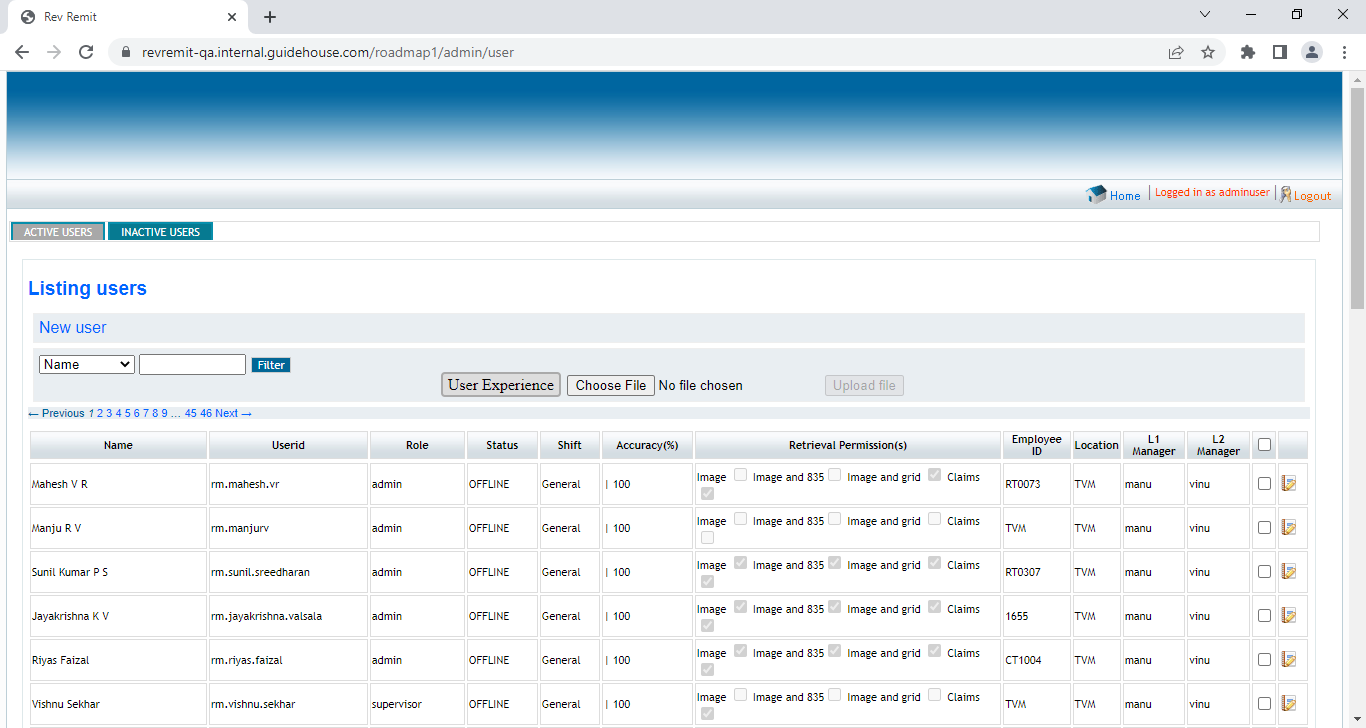 Rev Remit
revremit-qa.internal.guidehouse.com/roadmap1/admin/user
Home Logged in as adminuser Logout
ACTIVE USERS INACTIVE USERS
Listing users
New user
Name Filter
User Experience Choose File No file chosen Upload file
← Previous 1 2 3 4 5 6 7 8 9 … 45 46 Next →
Name Userid Role Status Shift Accuracy(%) Retrieval Permission(s) Employee ID Location L1 Manager L2 Manager
Mahesh V R rm.mahesh.vr admin OFFLINE General | 100 Image Image and 835 Image and grid Claims RT0073 TVM manu vinu
Manju R V rm.manjurv admin OFFLINE General | 100 Image Image and 835 Image and grid Claims TVM TVM manu vinu
Sunil Kumar P S rm.sunil.sreedharan admin OFFLINE General | 100 Image Image and 835 Image and grid Claims RT0307 TVM manu vinu
Jayakrishna K V rm.jayakrishna.valsala admin OFFLINE General | 100 Image Image and 835 Image and grid Claims 1655 TVM manu vinu
Riyas Faizal rm.riyas.faizal admin OFFLINE General | 100 Image Image and 835 Image and grid Claims CT1004 TVM manu vinu
Vishnu Sekhar rm.vishnu.sekhar supervisor OFFLINE General | 100 Image Image and 835 Image and grid Claims TVM TVM manu vinu